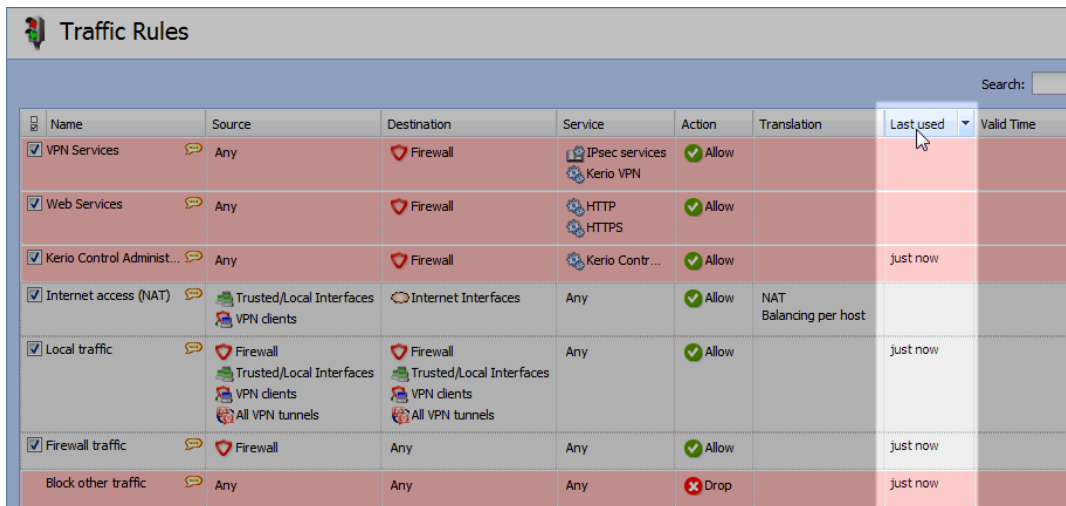 Traffic Rules
Search:
Name Source Destination Service Action Translation Last used Valid Time
VPN Services Any Firewall IPsec services Allow
Kerio VPN
Web Services Any Firewall HTTP Allow
HTTPS
Kerio Control Administ... Any Firewall Kerio Contr... Allow just now
Internet access (NAT) Trusted/Local Interfaces Internet Interfaces Any Allow NAT
VPN clients Balancing per host
Local traffic Firewall Firewall Any Allow just now
Trusted/Local Interfaces Trusted/Local Interfaces
VPN clients VPN clients
All VPN tunnels All VPN tunnels
Firewall traffic Firewall Any Any Allow just now
Block other traffic Any Any Any Drop just now